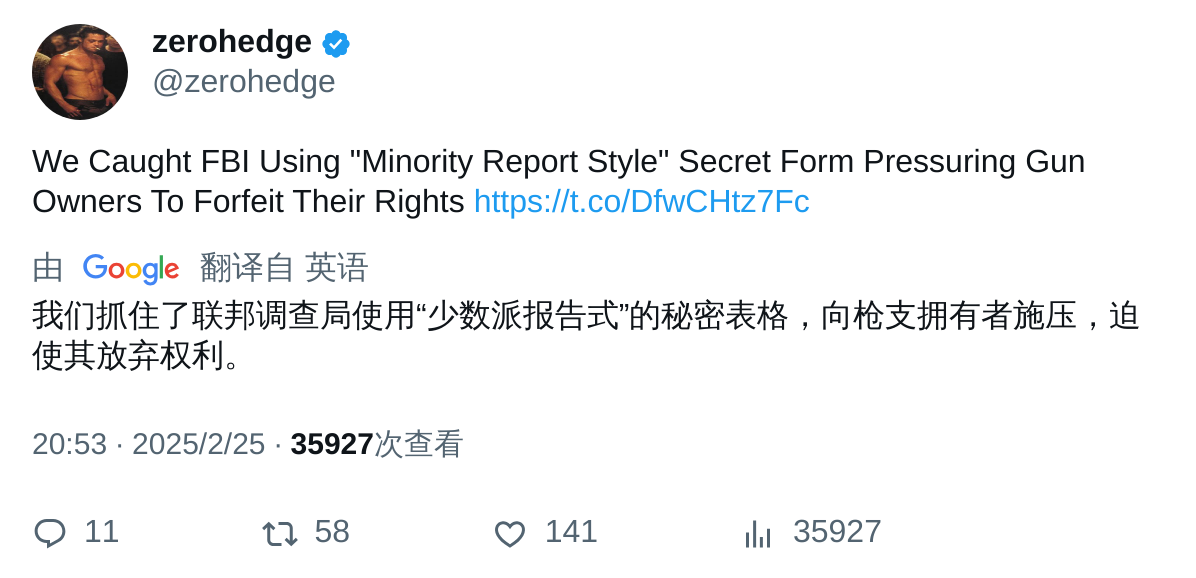 zerohedge
@zerohedge
We Caught FBI Using "Minority Report Style" Secret Form Pressuring Gun
Owners To Forfeit Their Rights https://t.co/DfwCHtz7Fc
由 Google 翻译自 英语
我们抓住了联邦调查局使用“少数派报告式”的秘密表格，向枪支拥有者施压，迫
使其放弃权利。
20:53 · 2025/2/25 · 35927次查看
11 58 141 35927